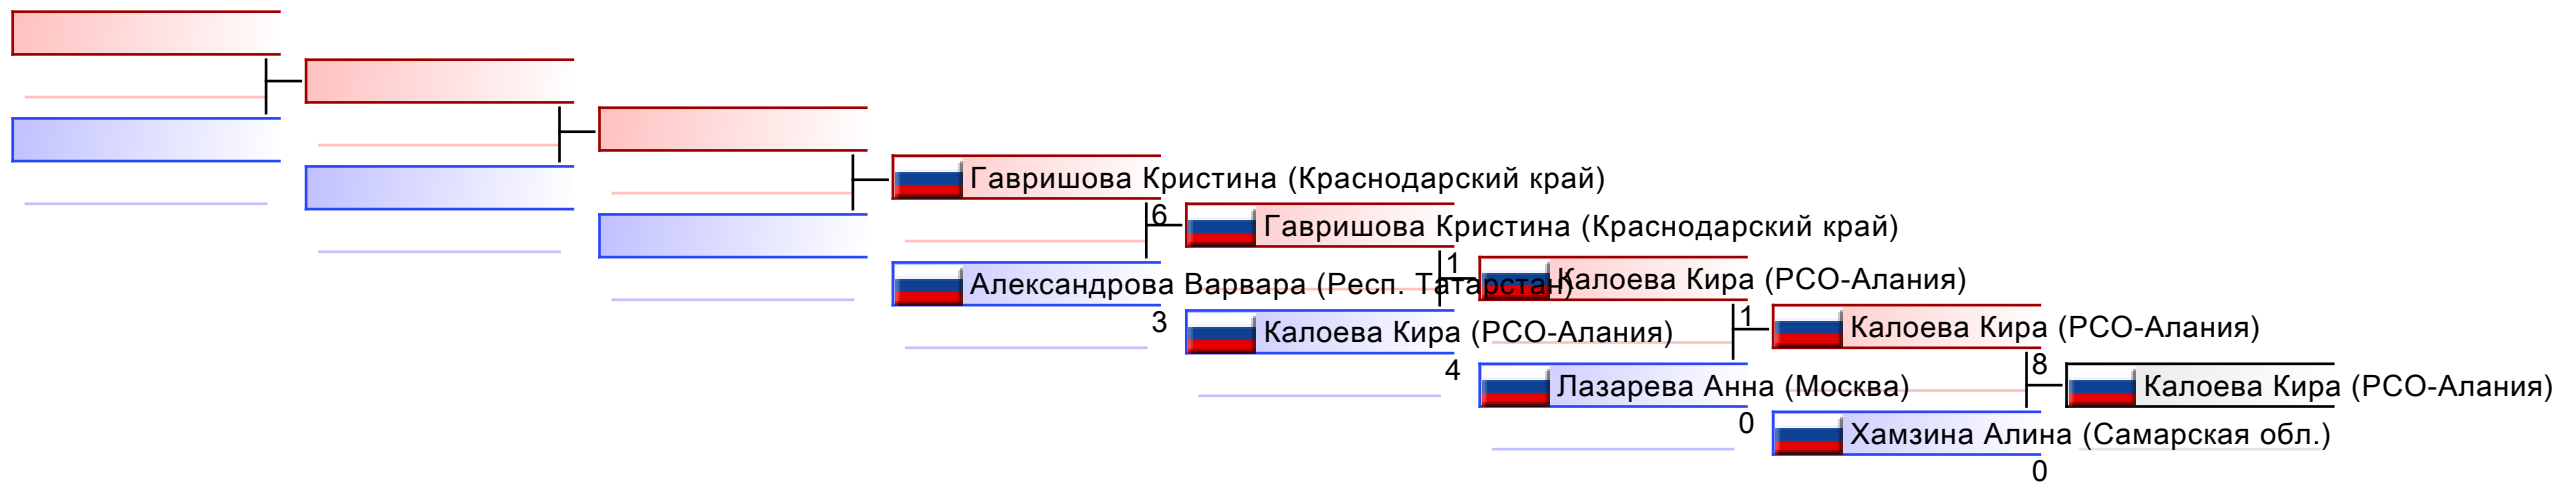 Гавришова Кристина (Краснодарский край)
6
Гавришова Кристина (Краснодарский край)
Александрова Варвара (Респ. Татарстан)
3
1
Калоева Кира (РСО-Алания)
Калоева Кира (РСО-Алания)
4
1
Калоева Кира (РСО-Алания)
Лазарева Анна (Москва)
0
8
Калоева Кира (РСО-Алания)
Хамзина Алина (Самарская обл.)
0